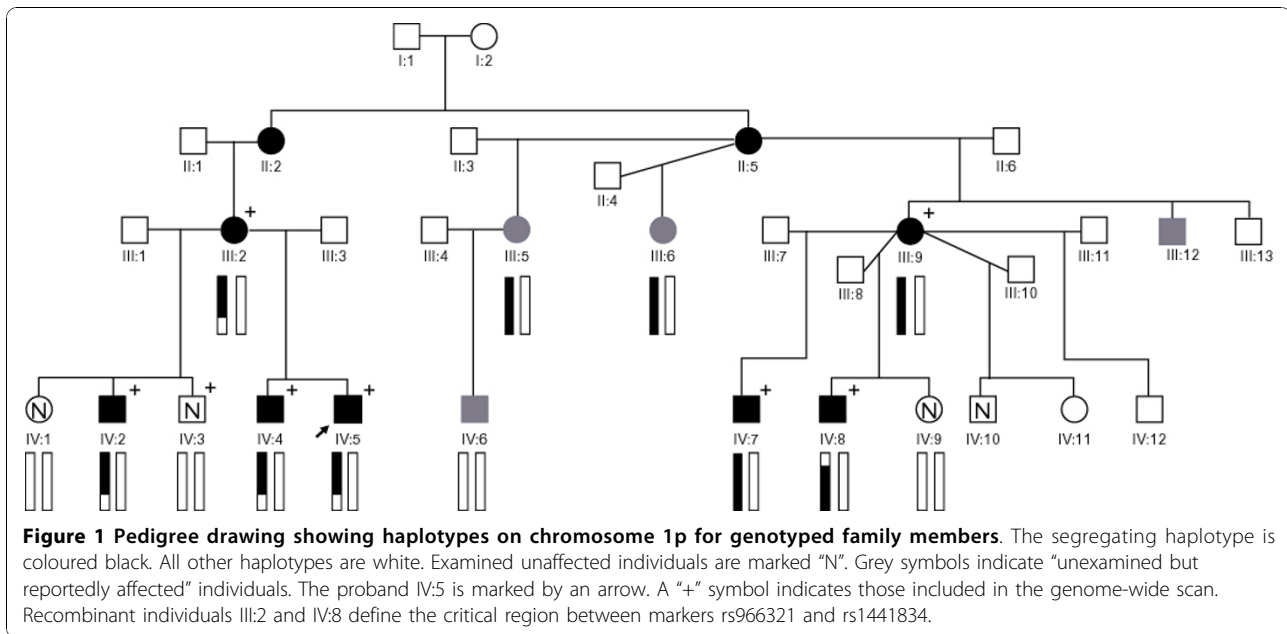 I:1 I:2
II:1 II:2 II:3 II:4 II:5 II:6
+ +
III:1 III:2 III:3 III:4 III:5 III:6 III:7 III:8 III:9 III:10 III:11 III:12 III:13
+ + + + + +
N N N N
IV:1 IV:2 IV:3 IV:4 IV:5 IV:6 IV:7 IV:8 IV:9 IV:10 IV:11 IV:12
Figure 1 Pedigree drawing showing haplotypes on chromosome 1p for genotyped family members. The segregating haplotype is
coloured black. All other haplotypes are white. Examined unaffected individuals are marked “N”. Grey symbols indicate “unexamined but
reportedly affected” individuals. The proband IV:5 is marked by an arrow. A “+” symbol indicates those included in the genome-wide scan.
Recombinant individuals III:2 and IV:8 define the critical region between markers rs966321 and rs1441834.